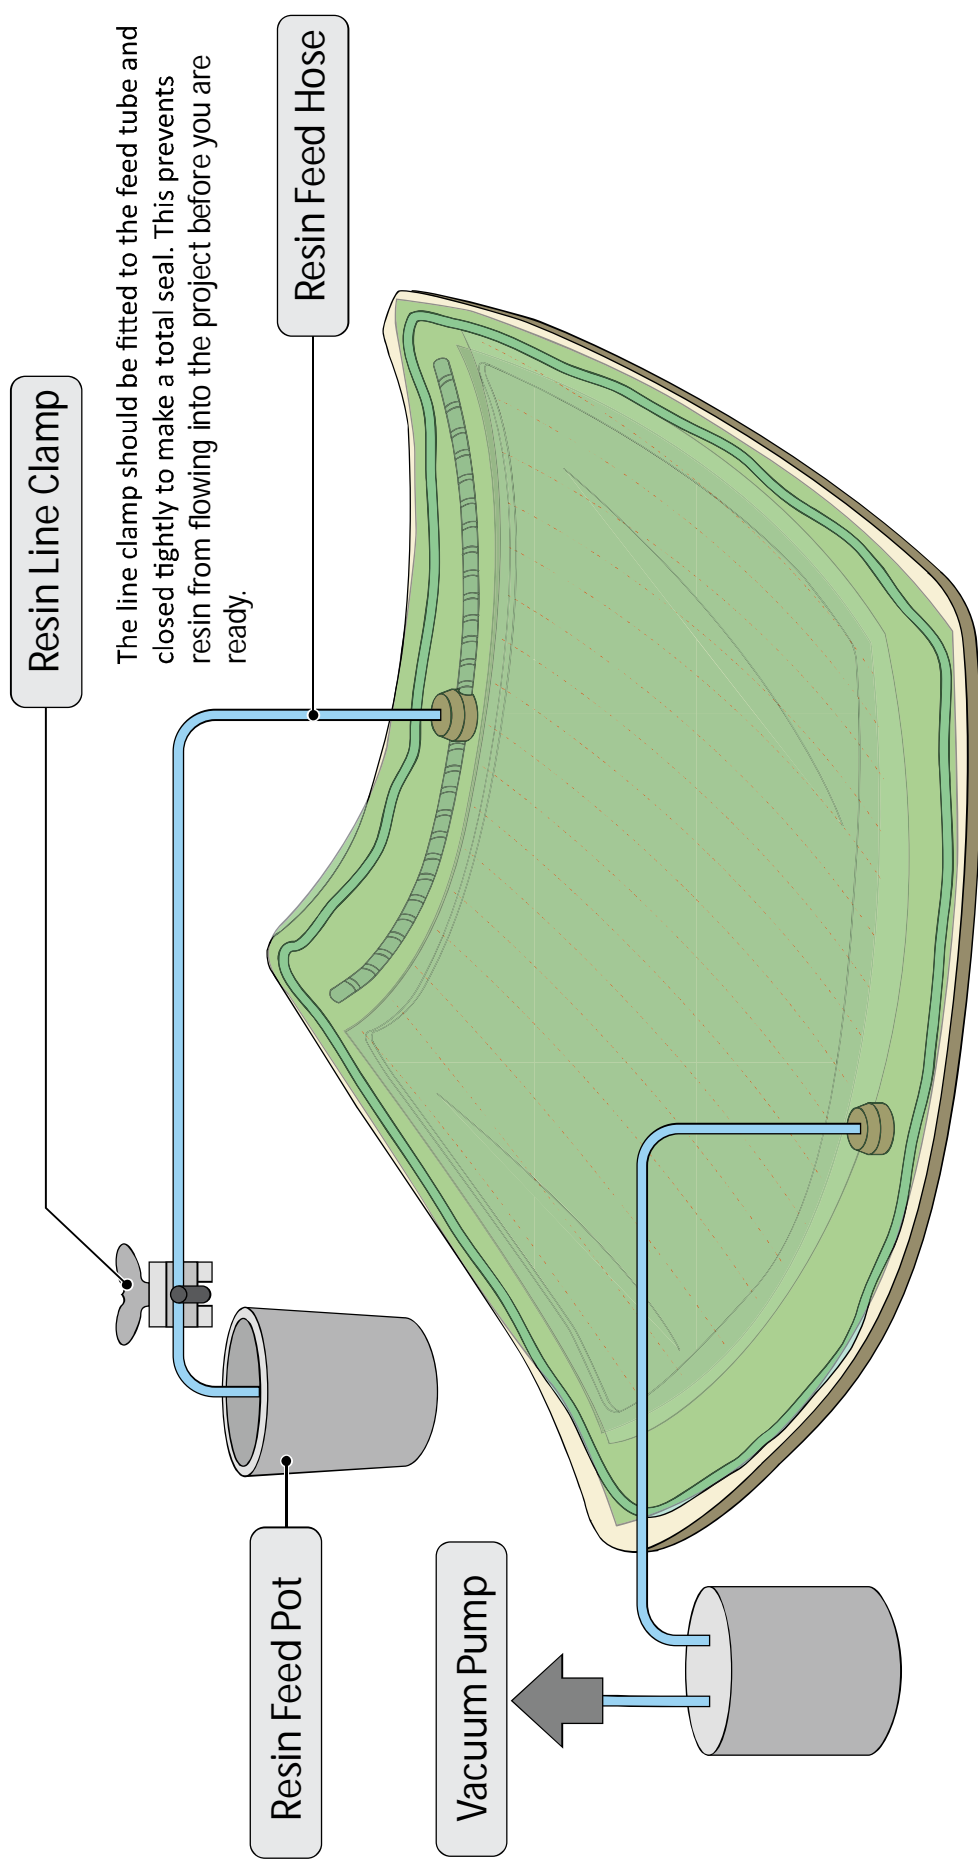 Resin Line Clamp
The line clamp should be fitted to the feed tube and
closed tightly to make a total seal. This prevents
resin from flowing into the project before you are
ready.
Resin Feed Hose
Resin Feed Pot
Vacuum Pump